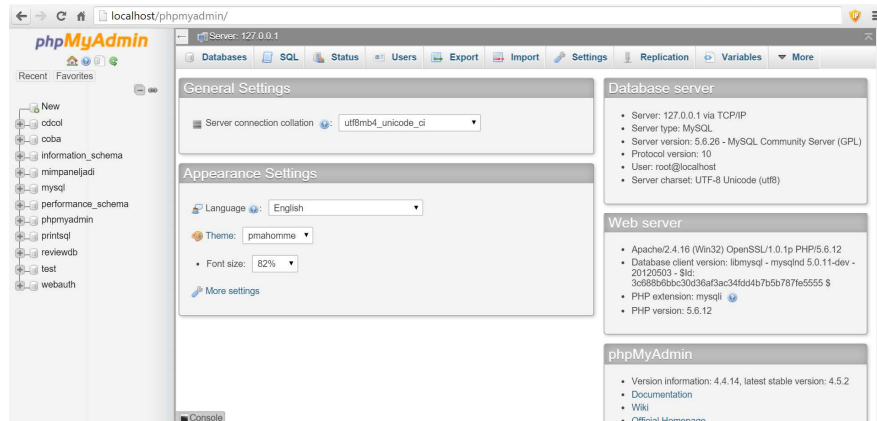 localhost/phpmyadmin/
phpMyAdmin
Recent Favorites
New
cdcol
coba
information_schema
mimpaneljadi
mysql
performance_schema
phpmyadmin
printsql
reviewdb
test
webauth
Server: 127.0.0.1
Databases SQL Status Users Export Import Settings Replication Variables More
General Settings
Server connection collation : utf8mb4_unicode_ci
Appearance Settings
Language : English
Theme: pmahomme
Font size: 82%
More settings
Console
Database server
Server: 127.0.0.1 via TCP/IP
Server type: MySQL
Server version: 5.6.26 - MySQL Community Server (GPL)
Protocol version: 10
User: root@localhost
Server charset: UTF-8 Unicode (utf8)
Web server
Apache/2.4.16 (Win32) OpenSSL/1.0.1p PHP/5.6.12
Database client version: libmysql - mysqlnd 5.0.11-dev -
20120503 - $Id:
3c688b6bbc30d36af3ac34fdd4b7b5b787fe5555 $
PHP extension: mysqli
PHP version: 5.6.12
phpMyAdmin
Version information: 4.4.14, latest stable version: 4.5.2
Documentation
Wiki
Official Homepage